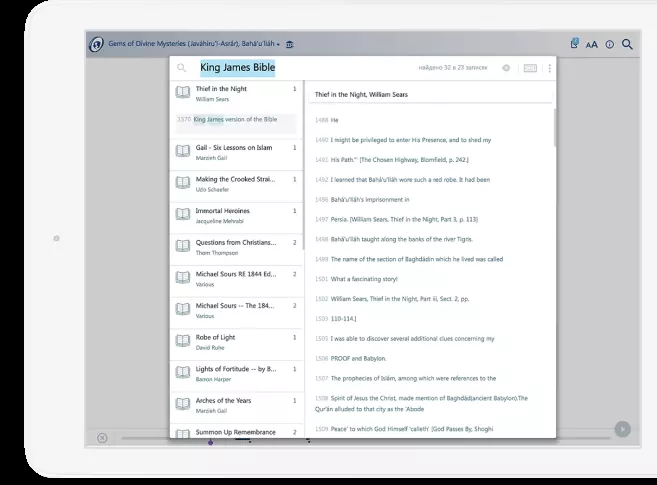 Gems of Divine Mysteries (Javáhiru'l-Asrár), Bahá'u'lláh
AA
King James Bible
найдено 32 в 23 записях
Thief in the Night 1
William Sears
1570 King James version of the Bible
Gail - Six Lessons on Islam 1
Marzieh Gail
Making the Crooked Strai... 1
Udo Schaefer
Immortal Heroines 1
Jacqueline Mehrabi
Questions from Christians... 2
Thom Thompson
Michael Sours RE 1844 Ed... 2
Various
Michael Sours -- The 184... 2
Various
Robe of Light 1
David Ruhe
Lights of Fortitude -- by B... 1
Barron Harper
Arches of the Years 1
Marzieh Gail
Summon Up Remembrance 2
Thief in the Night, William Sears
1488 He
1490 I might be privileged to enter His Presence, and to shed my
1491 His Path.'" [The Chosen Highway, Blomfield, p. 242.]
1492 I learned that Bahá'u'lláh wore such a red robe. It had been
1496 Bahá'u'lláh's imprisonment in
1497 Persia. [William Sears, Thief in the Night, Part 3, p. 113]
1498 Bahá'u'lláh taught along the banks of the river Tigris.
1499 The name of the section of Baghdádin which he lived was called
1501 What a fascinating story!
1502 William Sears, Thief in the Night, Part iii, Sect. 2, pp.
1503 110-114.]
1505 I was able to discover several additional clues concerning my
1506 PROOF and Babylon.
1507 The prophecies of Islám, among which were references to the
1508 Spirit of Jesus the Christ, made mention of Baghdád(ancient Babylon).The
Qur'án alluded to that city as the 'Abode
1509 Peace' to which God Himself 'calleth' [God Passes By, Shoghi